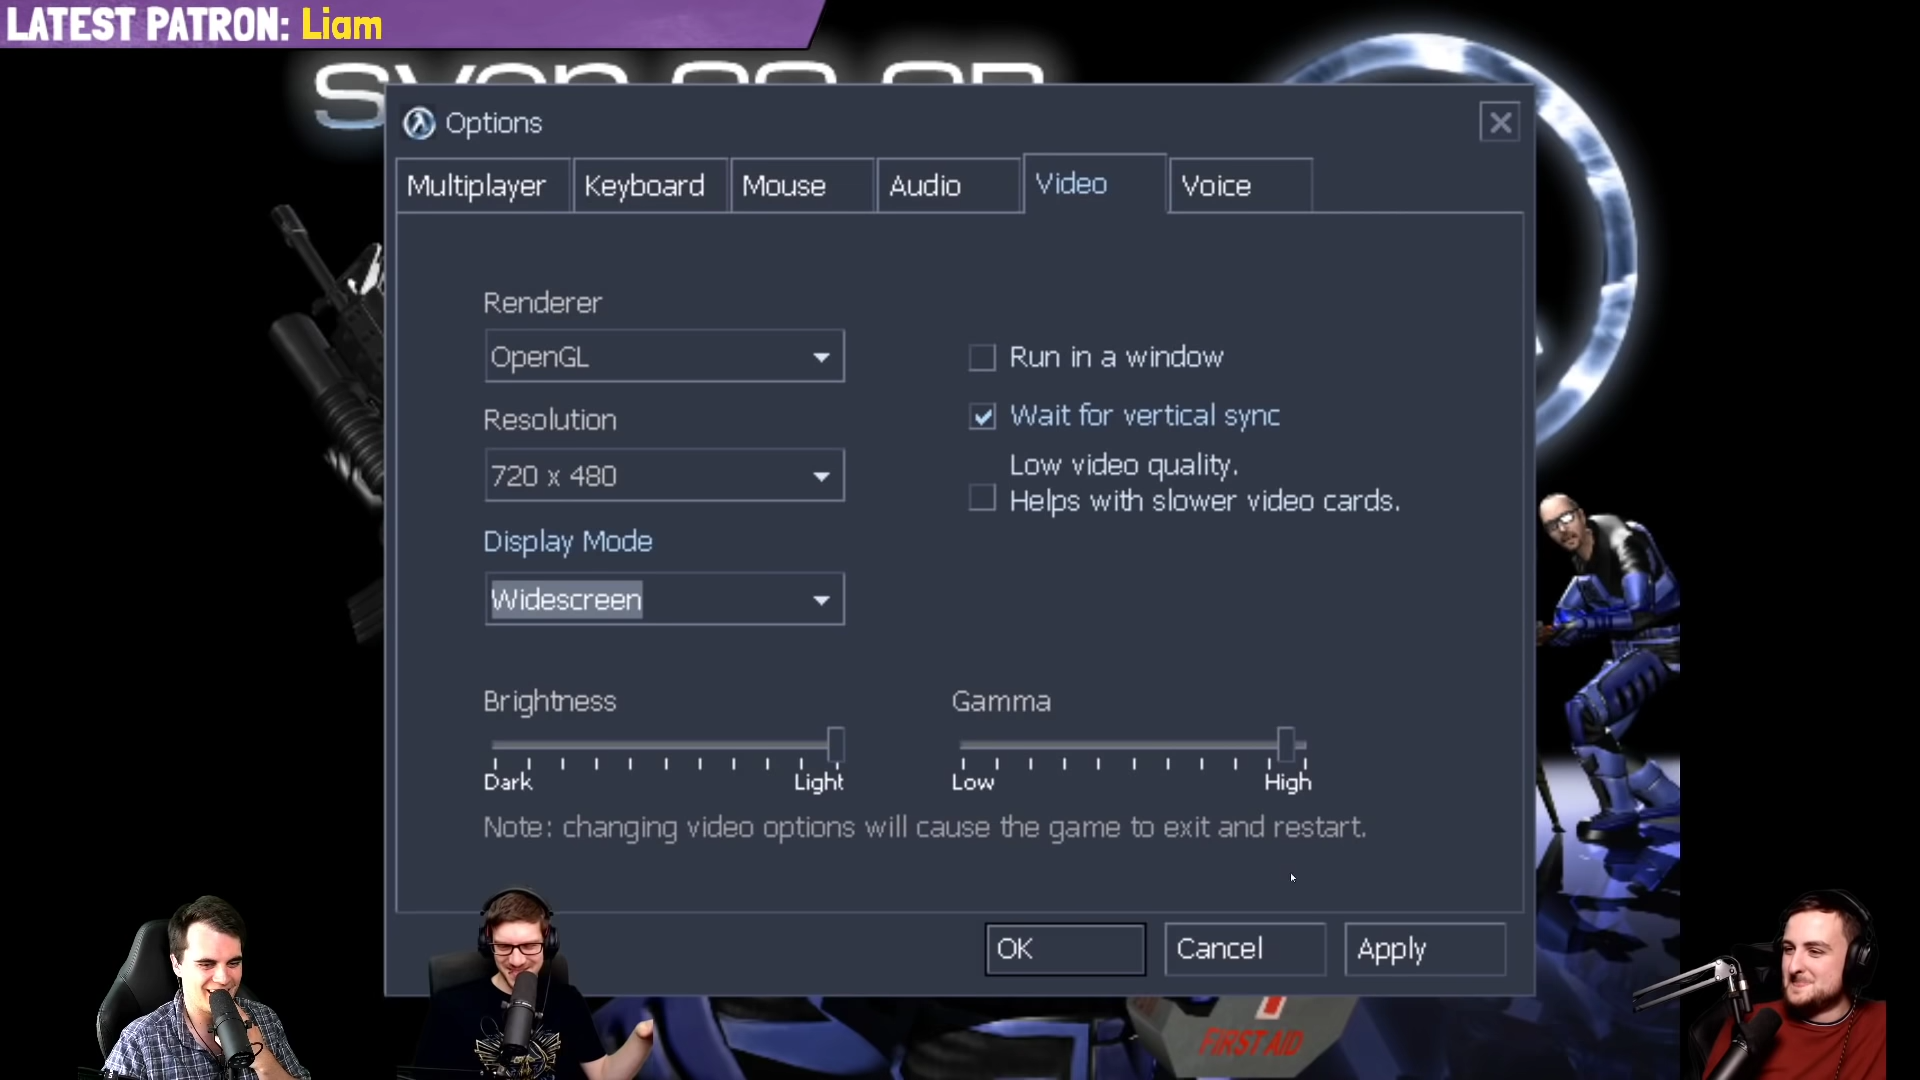 LATEST PATRON: Liam
Options
Multiplayer Keyboard Mouse Audio Video Voice
Renderer
OpenGL
Run in a window
Resolution
Wait for vertical sync
720 x 480
Low video quality.
Helps with slower video cards.
Display Mode
Widescreen
Brightness Gamma
Dark Light Low High
Note: changing video options will cause the game to exit and restart.
OK Cancel Apply
FIRST AID